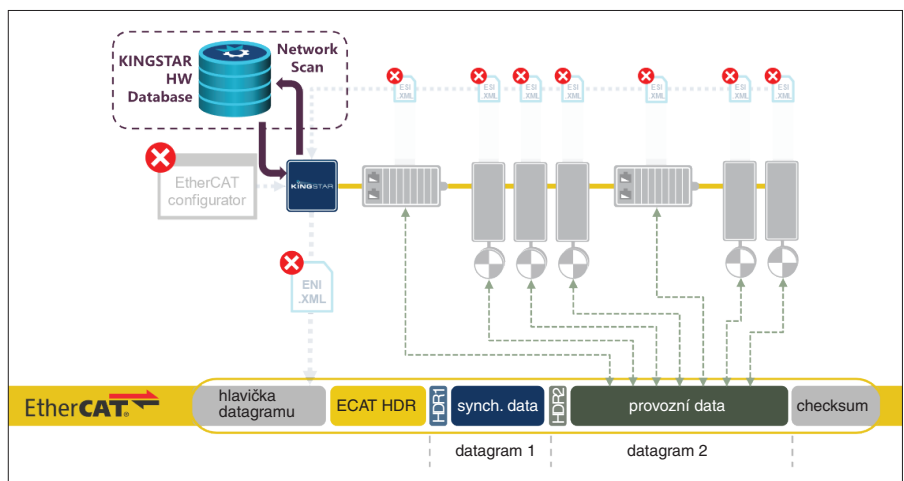 KINGSTAR
HW
Database
Network
Scan
ESI
.XML
ESI
.XML
ESI
.XML
ESI
.XML
ESI
.XML
ESI
.XML
ESI
.XML
EtherCAT
configurator
KINGSTAR
ENI
.XML
EtherCAT®
hlavička
datagramu
ECAT HDR
HDR1
synch. data
HDR2
provozní data
checksum
datagram 1
datagram 2